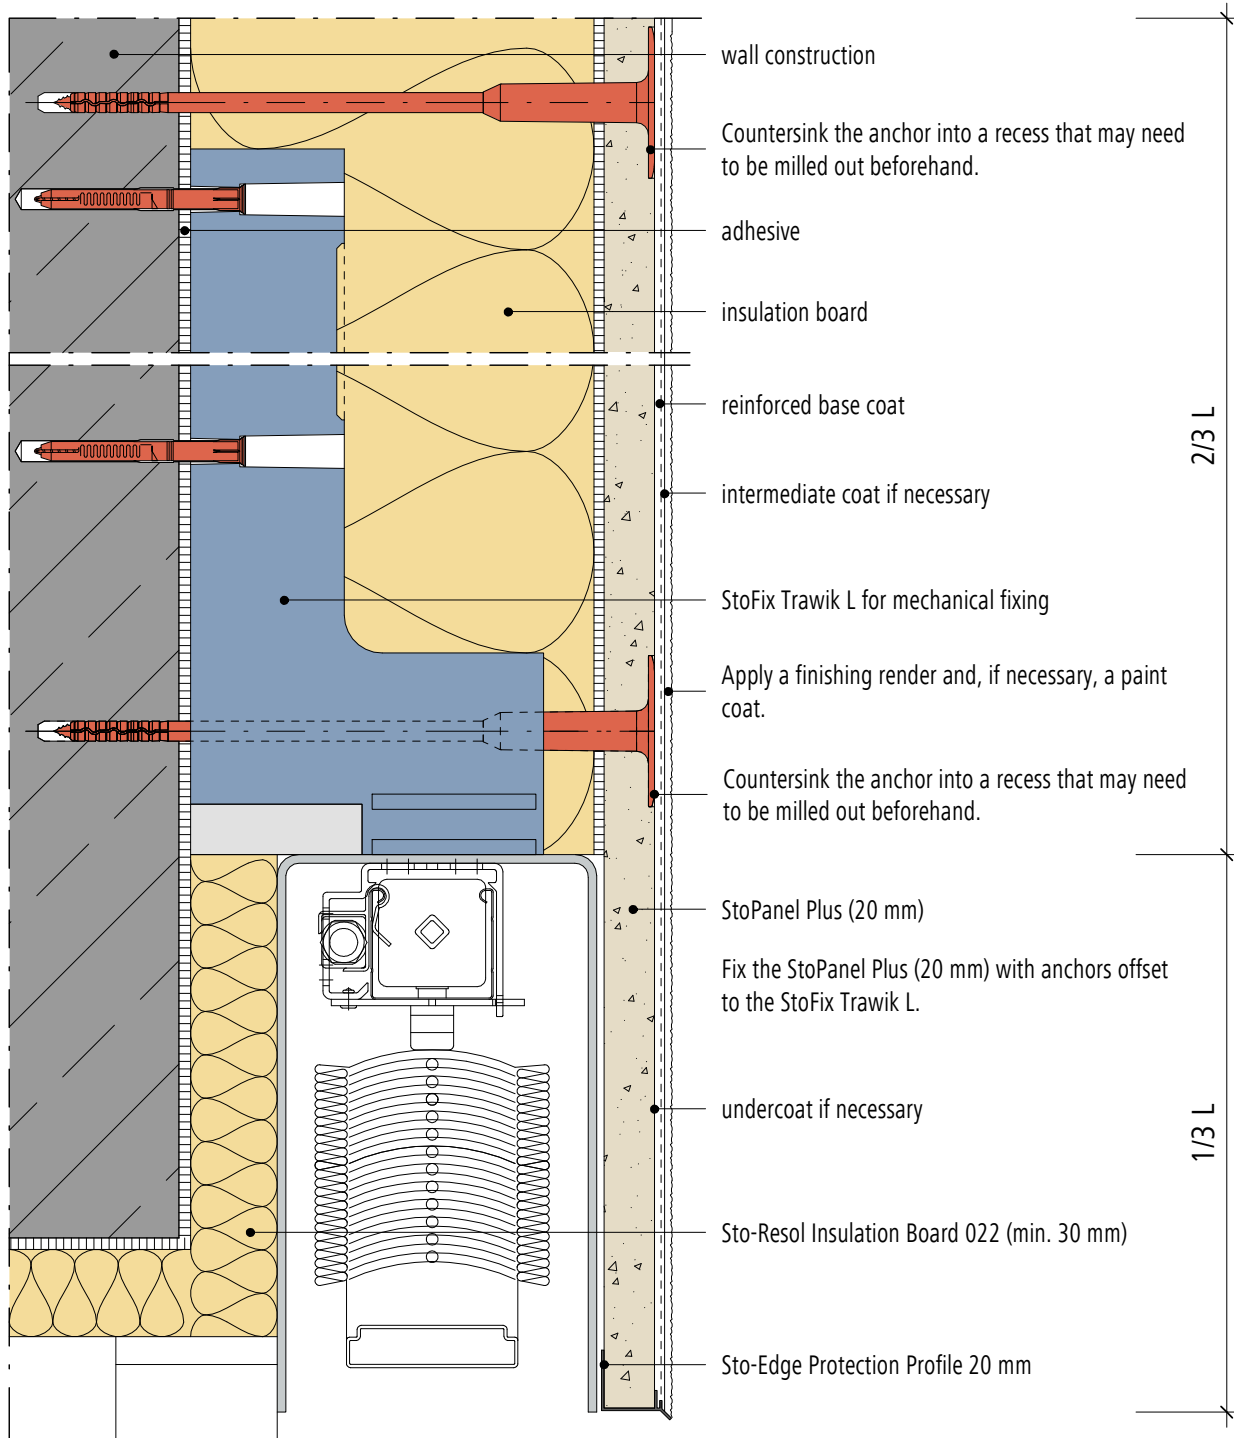 wall construction
Countersink the anchor into a recess that may need
to be milled out beforehand.
adhesive
insulation board
reinforced base coat
2/3 L
intermediate coat if necessary
StoFix Trawik L for mechanical fixing
Apply a finishing render and, if necessary, a paint
coat.
Countersink the anchor into a recess that may need
to be milled out beforehand.
StoPanel Plus (20 mm)
Fix the StoPanel Plus (20 mm) with anchors offset
to the StoFix Trawik L.
undercoat if necessary
1/3 L
Sto-Resol Insulation Board 022 (min. 30 mm)
Sto-Edge Protection Profile 20 mm